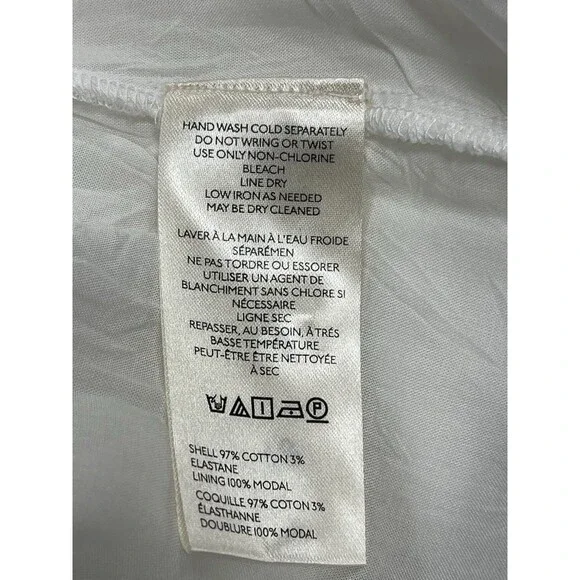 HAND WASH COLD SEPARATELY
DO NOT WRING OR TWIST
USE ONLY NON-CHLORINE
BLEACH
LINE DRY
LOW IRON AS NEEDED
MAY BE DRY CLEANED
LAVER À LA MAIN À L'EAU FROIDE
SÉPARÉMEN
NE PAS TORDRE OU ESSORER
UTILISER UN AGENT DE
BLANCHIMENT SANS CHLORE SI
NÉCESSAIRE
LIGNE SEC
REPASSER, AU BESOIN, À TRÉS
BASSE TEMPÉRATURE
PEUT-ÊTRE ÊTRE NETTOYÉE
À SEC
P
SHELL 97% COTTON 3%
ELASTANE
LINING 100% MODAL
COQUILLE 97% COTON 3%
ÉLASTHANNE
DOUBLURE 100% MODAL